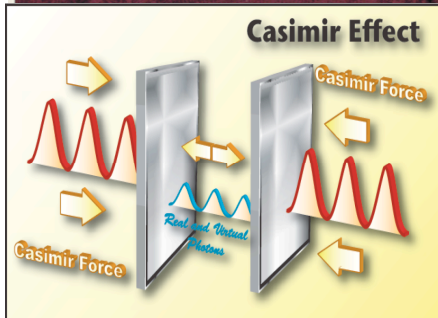 Casimir Effect
Casimir Force
Real and Virtual
Photons
Casimir Force